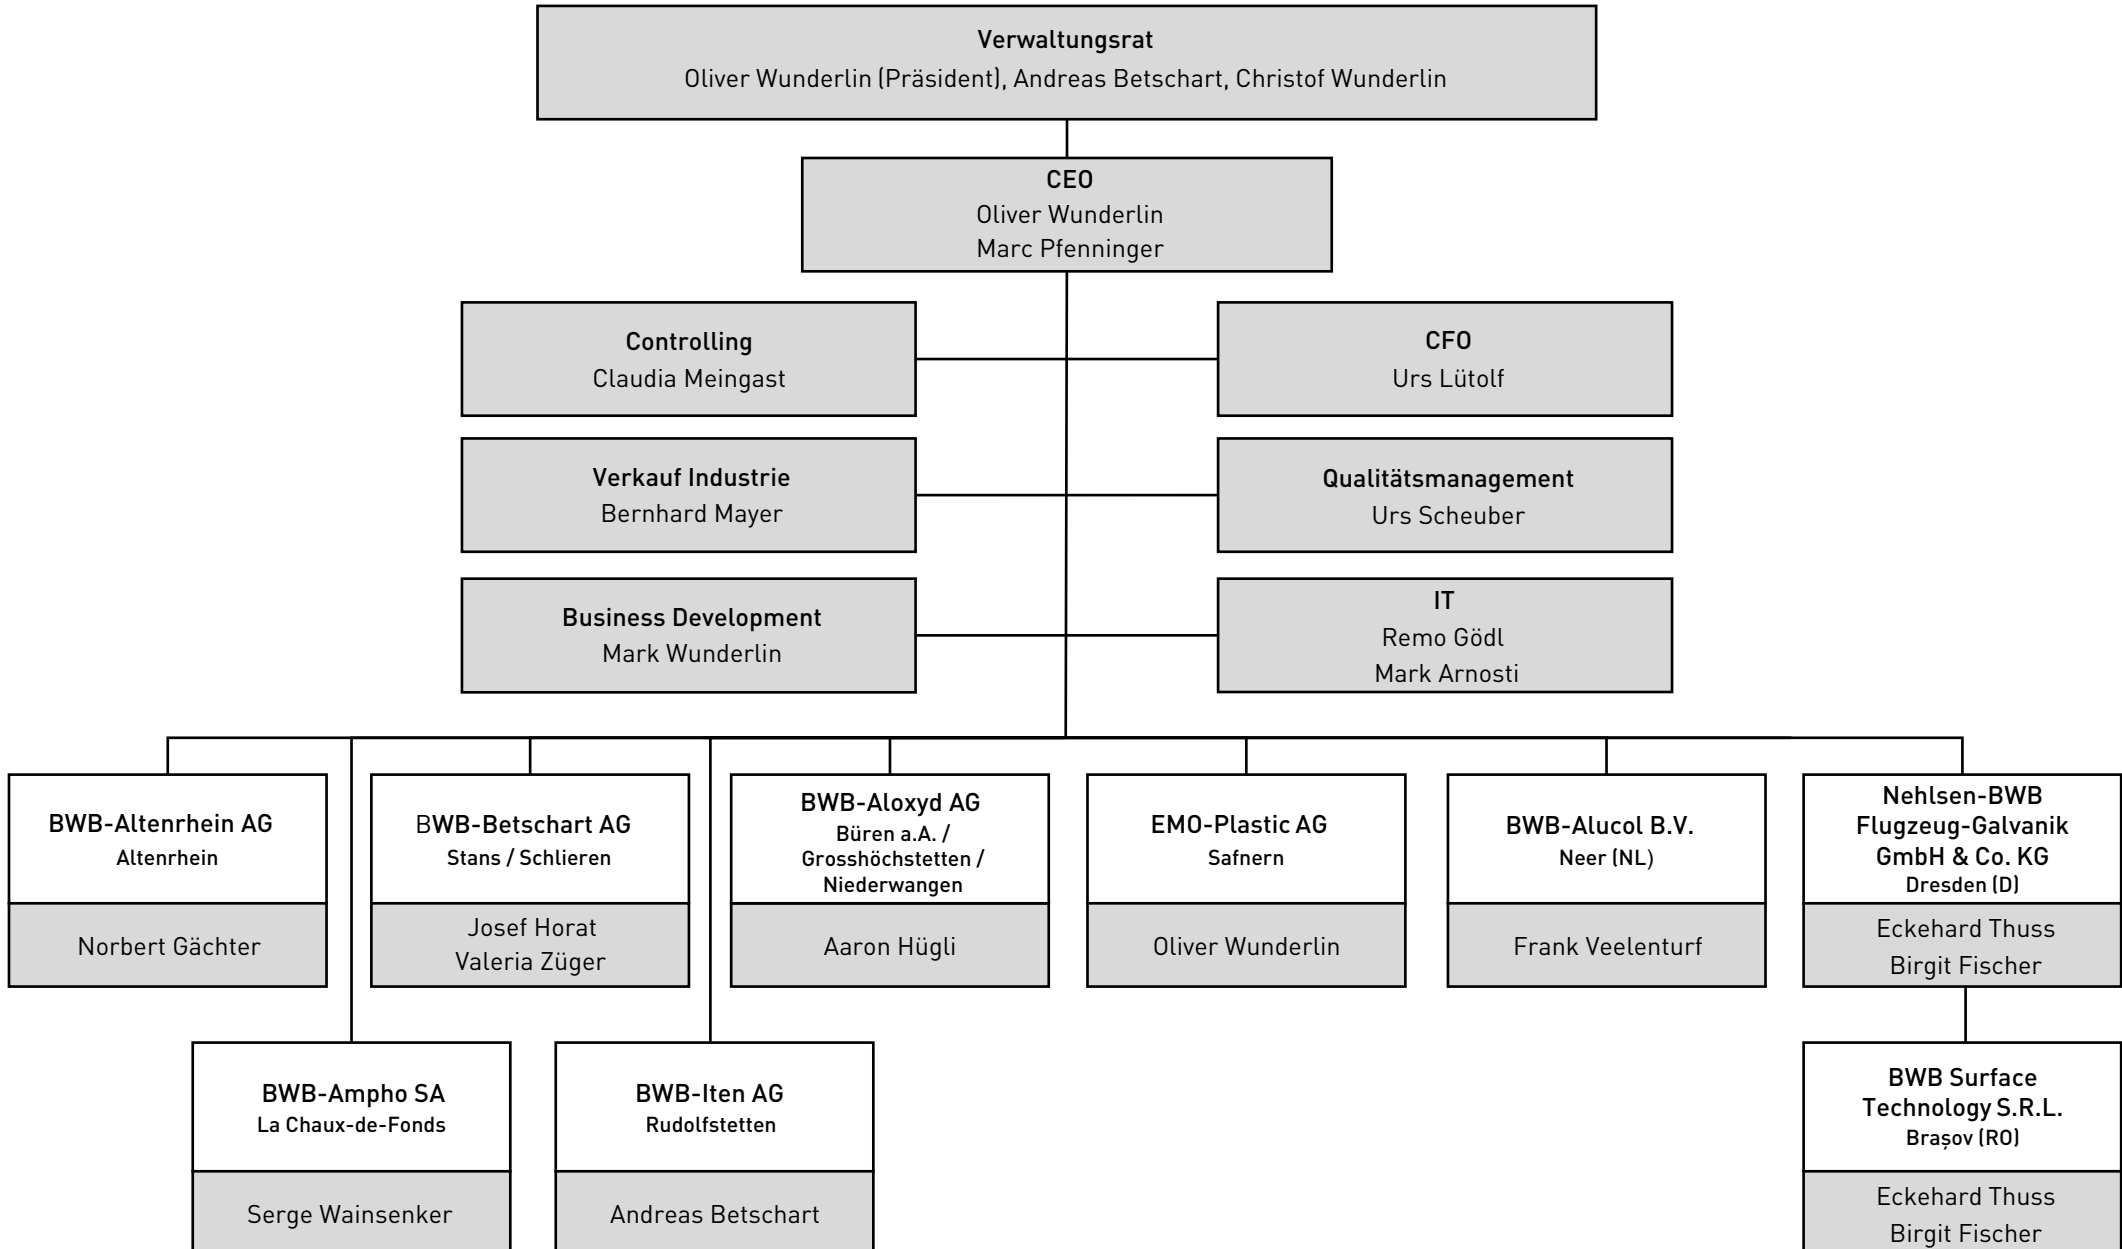 Verwaltungsrat
Oliver Wunderlin (Präsident), Andreas Betschart, Christof Wunderlin
CEO
Oliver Wunderlin
Marc Pfenninger
Controlling
Claudia Meingast
CFO
Urs Lütolf
Verkauf Industrie
Bernhard Mayer
Qualitätsmanagement
Urs Scheuber
Business Development
Mark Wunderlin
IT
Remo Gödl
Mark Arnosti
BWB-Altenrhein AG
Altenrhein
Norbert Gächter
BWB-Betschart AG
Stans / Schlieren
Josef Horat
Valeria Züger
BWB-Aloxyd AG
Büren a.A. /
Grosshöchstetten /
Niederwangen
Aaron Hügli
EMO-Plastic AG
Safnern
Oliver Wunderlin
BWB-Alucol B.V.
Neer (NL)
Frank Veelenturf
Nehlsen-BWB
Flugzeug-Galvanik
GmbH & Co. KG
Dresden (D)
Eckehard Thuss
Birgit Fischer
BWB-Ampho SA
La Chaux-de-Fonds
Serge Wainsenker
BWB-Iten AG
Rudolfstetten
Andreas Betschart
BWB Surface
Technology S.R.L.
Brașov (RO)
Eckehard Thuss
Birgit Fischer